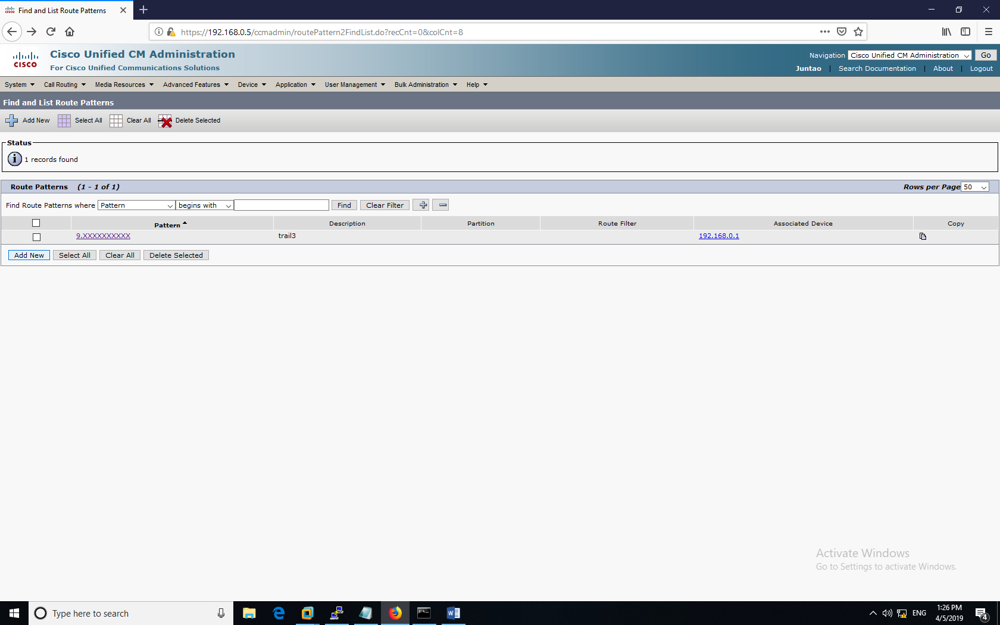 Find and List Route Patterns
https://192.168.0.5/ccmadmin/routePattern2FindList.do?recCnt=0&colCnt=8
CISCO
Cisco Unified CM Administration
For Cisco Unified Communications Solutions
Navigation Cisco Unified CM Administration Go
Juntao | Search Documentation | About | Logout
System Call Routing Media Resources Advanced Features Device Application User Management Bulk Administration Help
Find and List Route Patterns
Add New Select All Clear All Delete Selected
Status
1 records found
Route Patterns (1 - 1 of 1) Rows per Page 50
Find Route Patterns where Pattern begins with Find Clear Filter
Pattern Description Partition Route Filter Associated Device Copy
9.XXXXXXXXXX trail3 192.168.0.1
Add New Select All Clear All Delete Selected
Activate Windows
Go to Settings to activate Windows.
Type here to search
ENG
1:26 PM
4/5/2019
4